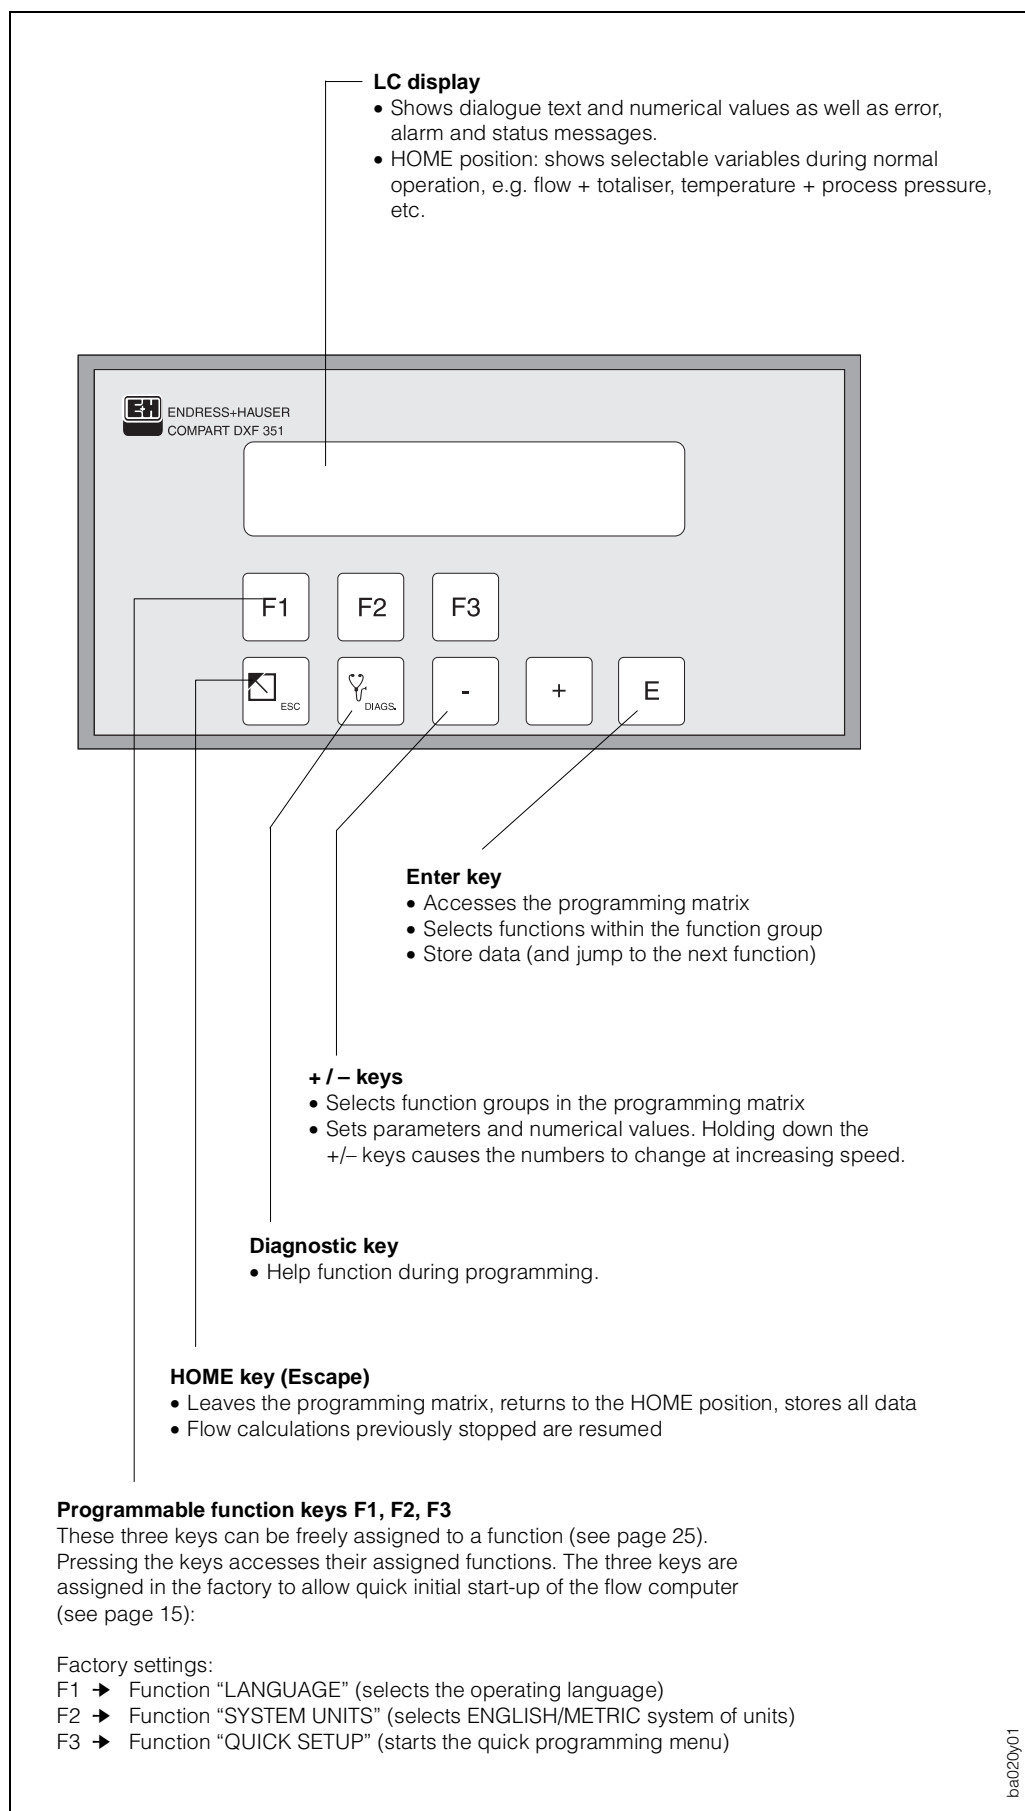 LC display
• Shows dialogue text and numerical values as well as error,
alarm and status messages.
• HOME position: shows selectable variables during normal
operation, e.g. flow + totaliser, temperature + process pressure,
etc.
E+H
ENDRESS+HAUSER
COMPART DXF 351
F1
F2
F3
ESC
DIAGS.
-
+
E
Enter key
• Accesses the programming matrix
• Selects functions within the function group
• Store data (and jump to the next function)
+ / – keys
• Selects function groups in the programming matrix
• Sets parameters and numerical values. Holding down the
+/– keys causes the numbers to change at increasing speed.
Diagnostic key
• Help function during programming.
HOME key (Escape)
• Leaves the programming matrix, returns to the HOME position, stores all data
• Flow calculations previously stopped are resumed
Programmable function keys F1, F2, F3
These three keys can be freely assigned to a function (see page 25).
Pressing the keys accesses their assigned functions. The three keys are
assigned in the factory to allow quick initial start-up of the flow computer
(see page 15):
Factory settings:
F1 ➔ Function “LANGUAGE” (selects the operating language)
F2 ➔ Function “SYSTEM UNITS” (selects ENGLISH/METRIC system of units)
F3 ➔ Function “QUICK SETUP” (starts the quick programming menu)
ba020y01